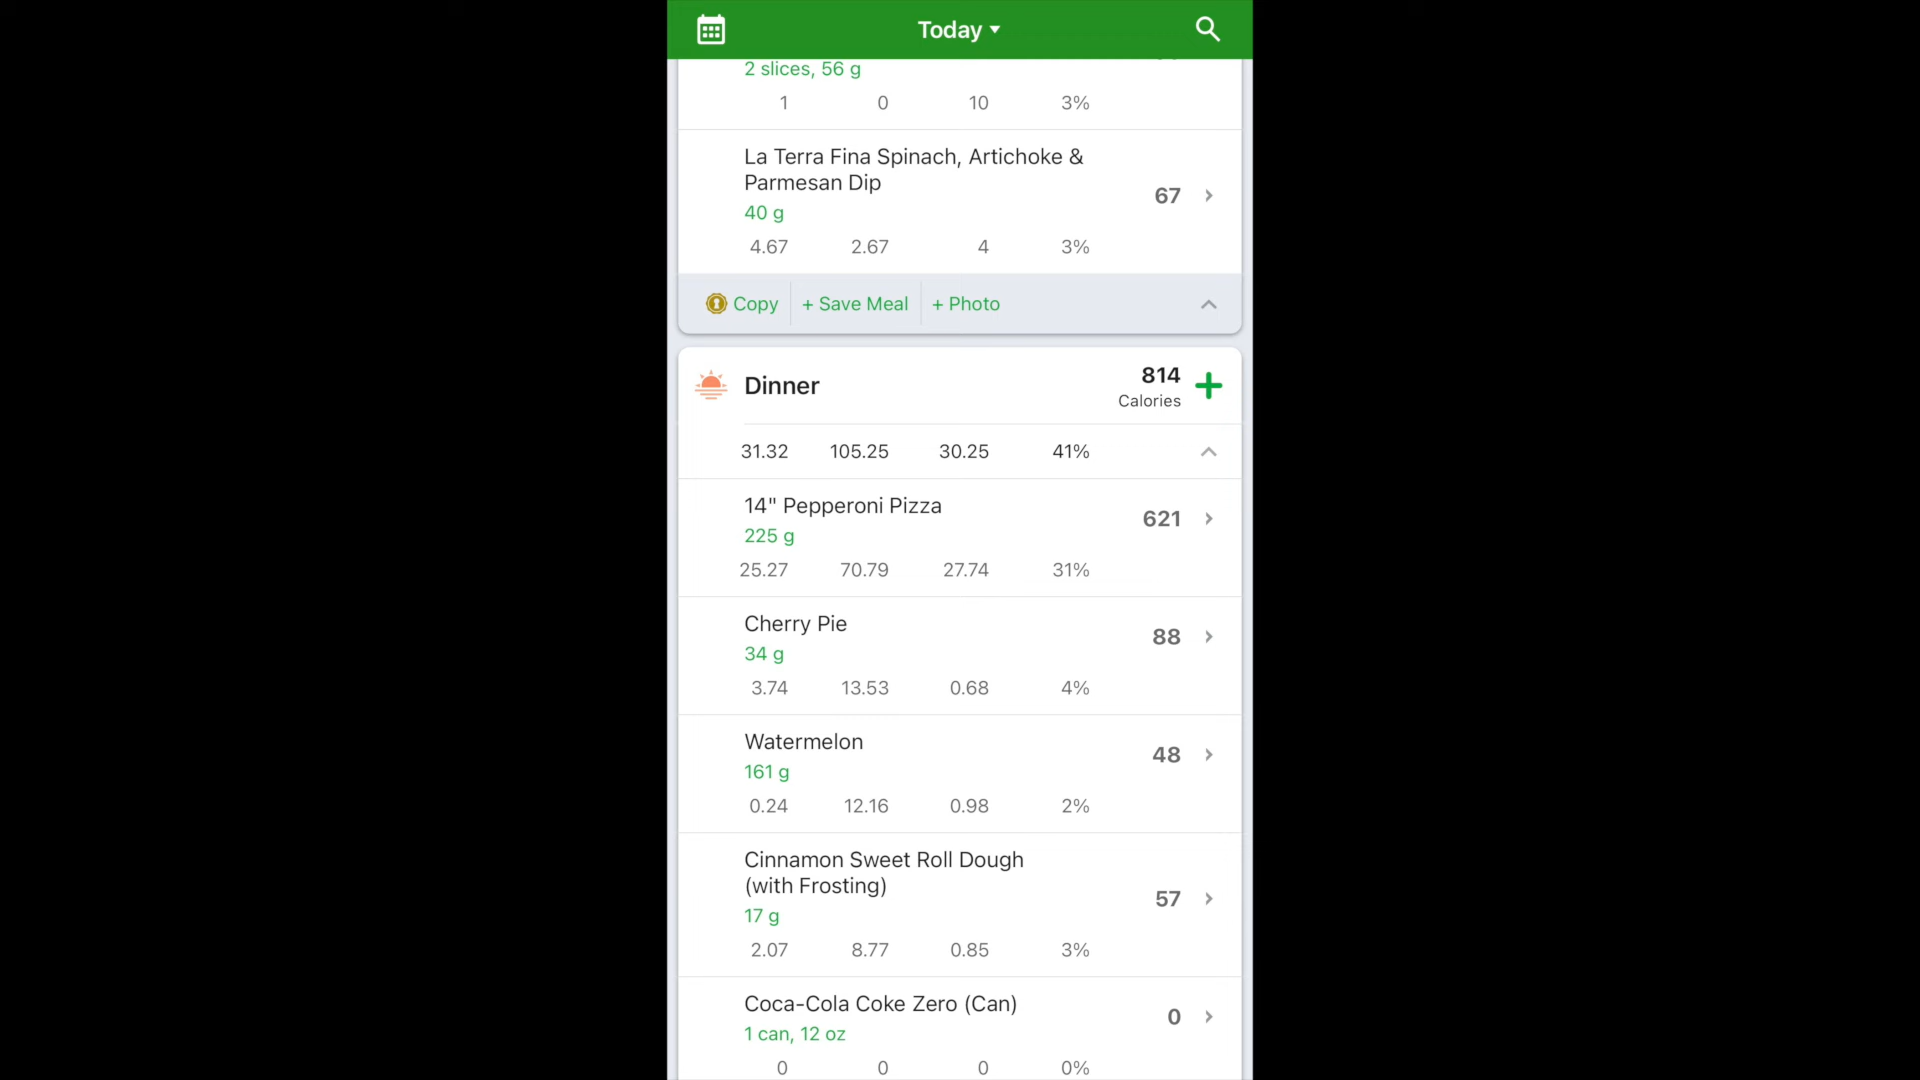 Today
2 slices, 56 g
1 0 10 3%
La Terra Fina Spinach, Artichoke &
Parmesan Dip
67
40 g
4.67 2.67 4 3%
Copy + Save Meal + Photo
Dinner
814
Calories
31.32 105.25 30.25 41%
14" Pepperoni Pizza
621
225 g
25.27 70.79 27.74 31%
Cherry Pie
88
34 g
3.74 13.53 0.68 4%
Watermelon
48
161 g
0.24 12.16 0.98 2%
Cinnamon Sweet Roll Dough
(with Frosting)
57
17 g
2.07 8.77 0.85 3%
Coca-Cola Coke Zero (Can)
0
1 can, 12 oz
0 0 0 0%